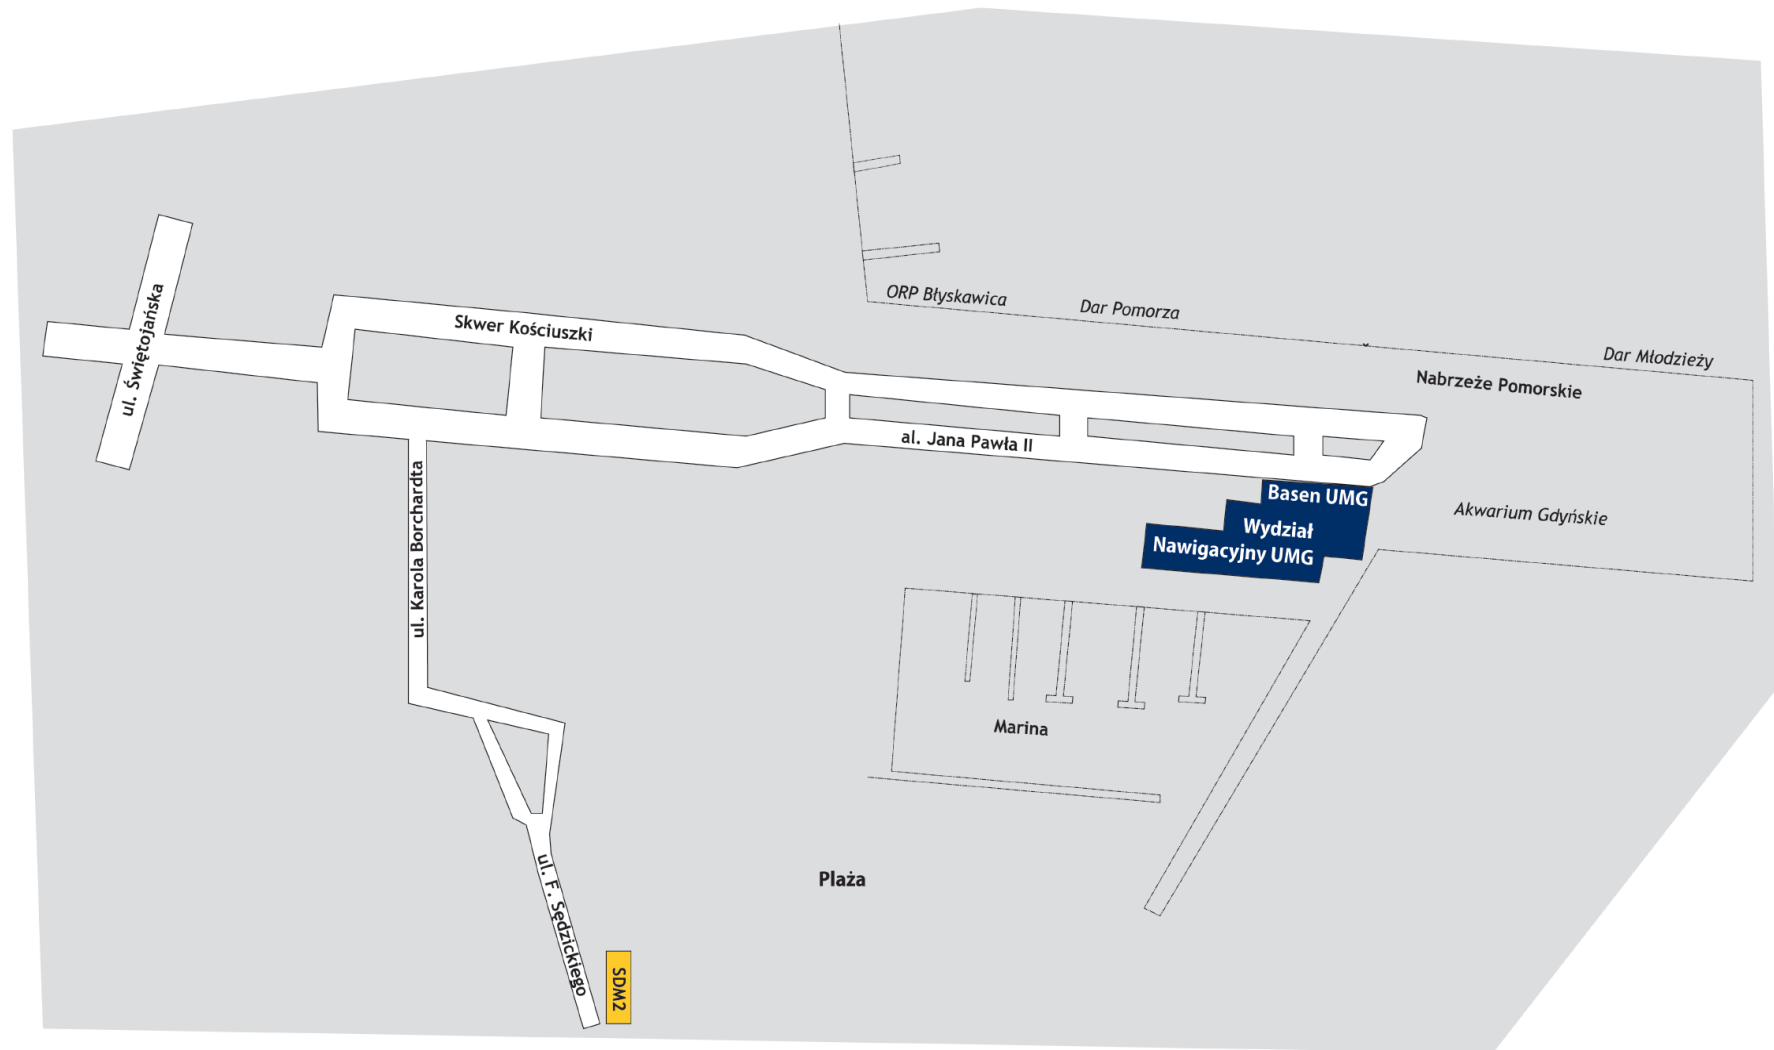 ORP Błyskawica
Dar Pomorza
ul. Świętojańska
Skwer Kościuszki
Dar Młodzieży
Nabrzeże Pomorskie
al. Jana Pawła II
Basen UMG
Wydział
Nawigacyjny UMG
Akwarium Gdyńskie
ul. Karola Borchardta
Marina
Plaża
ul. F. Sędzickiego
SDM2